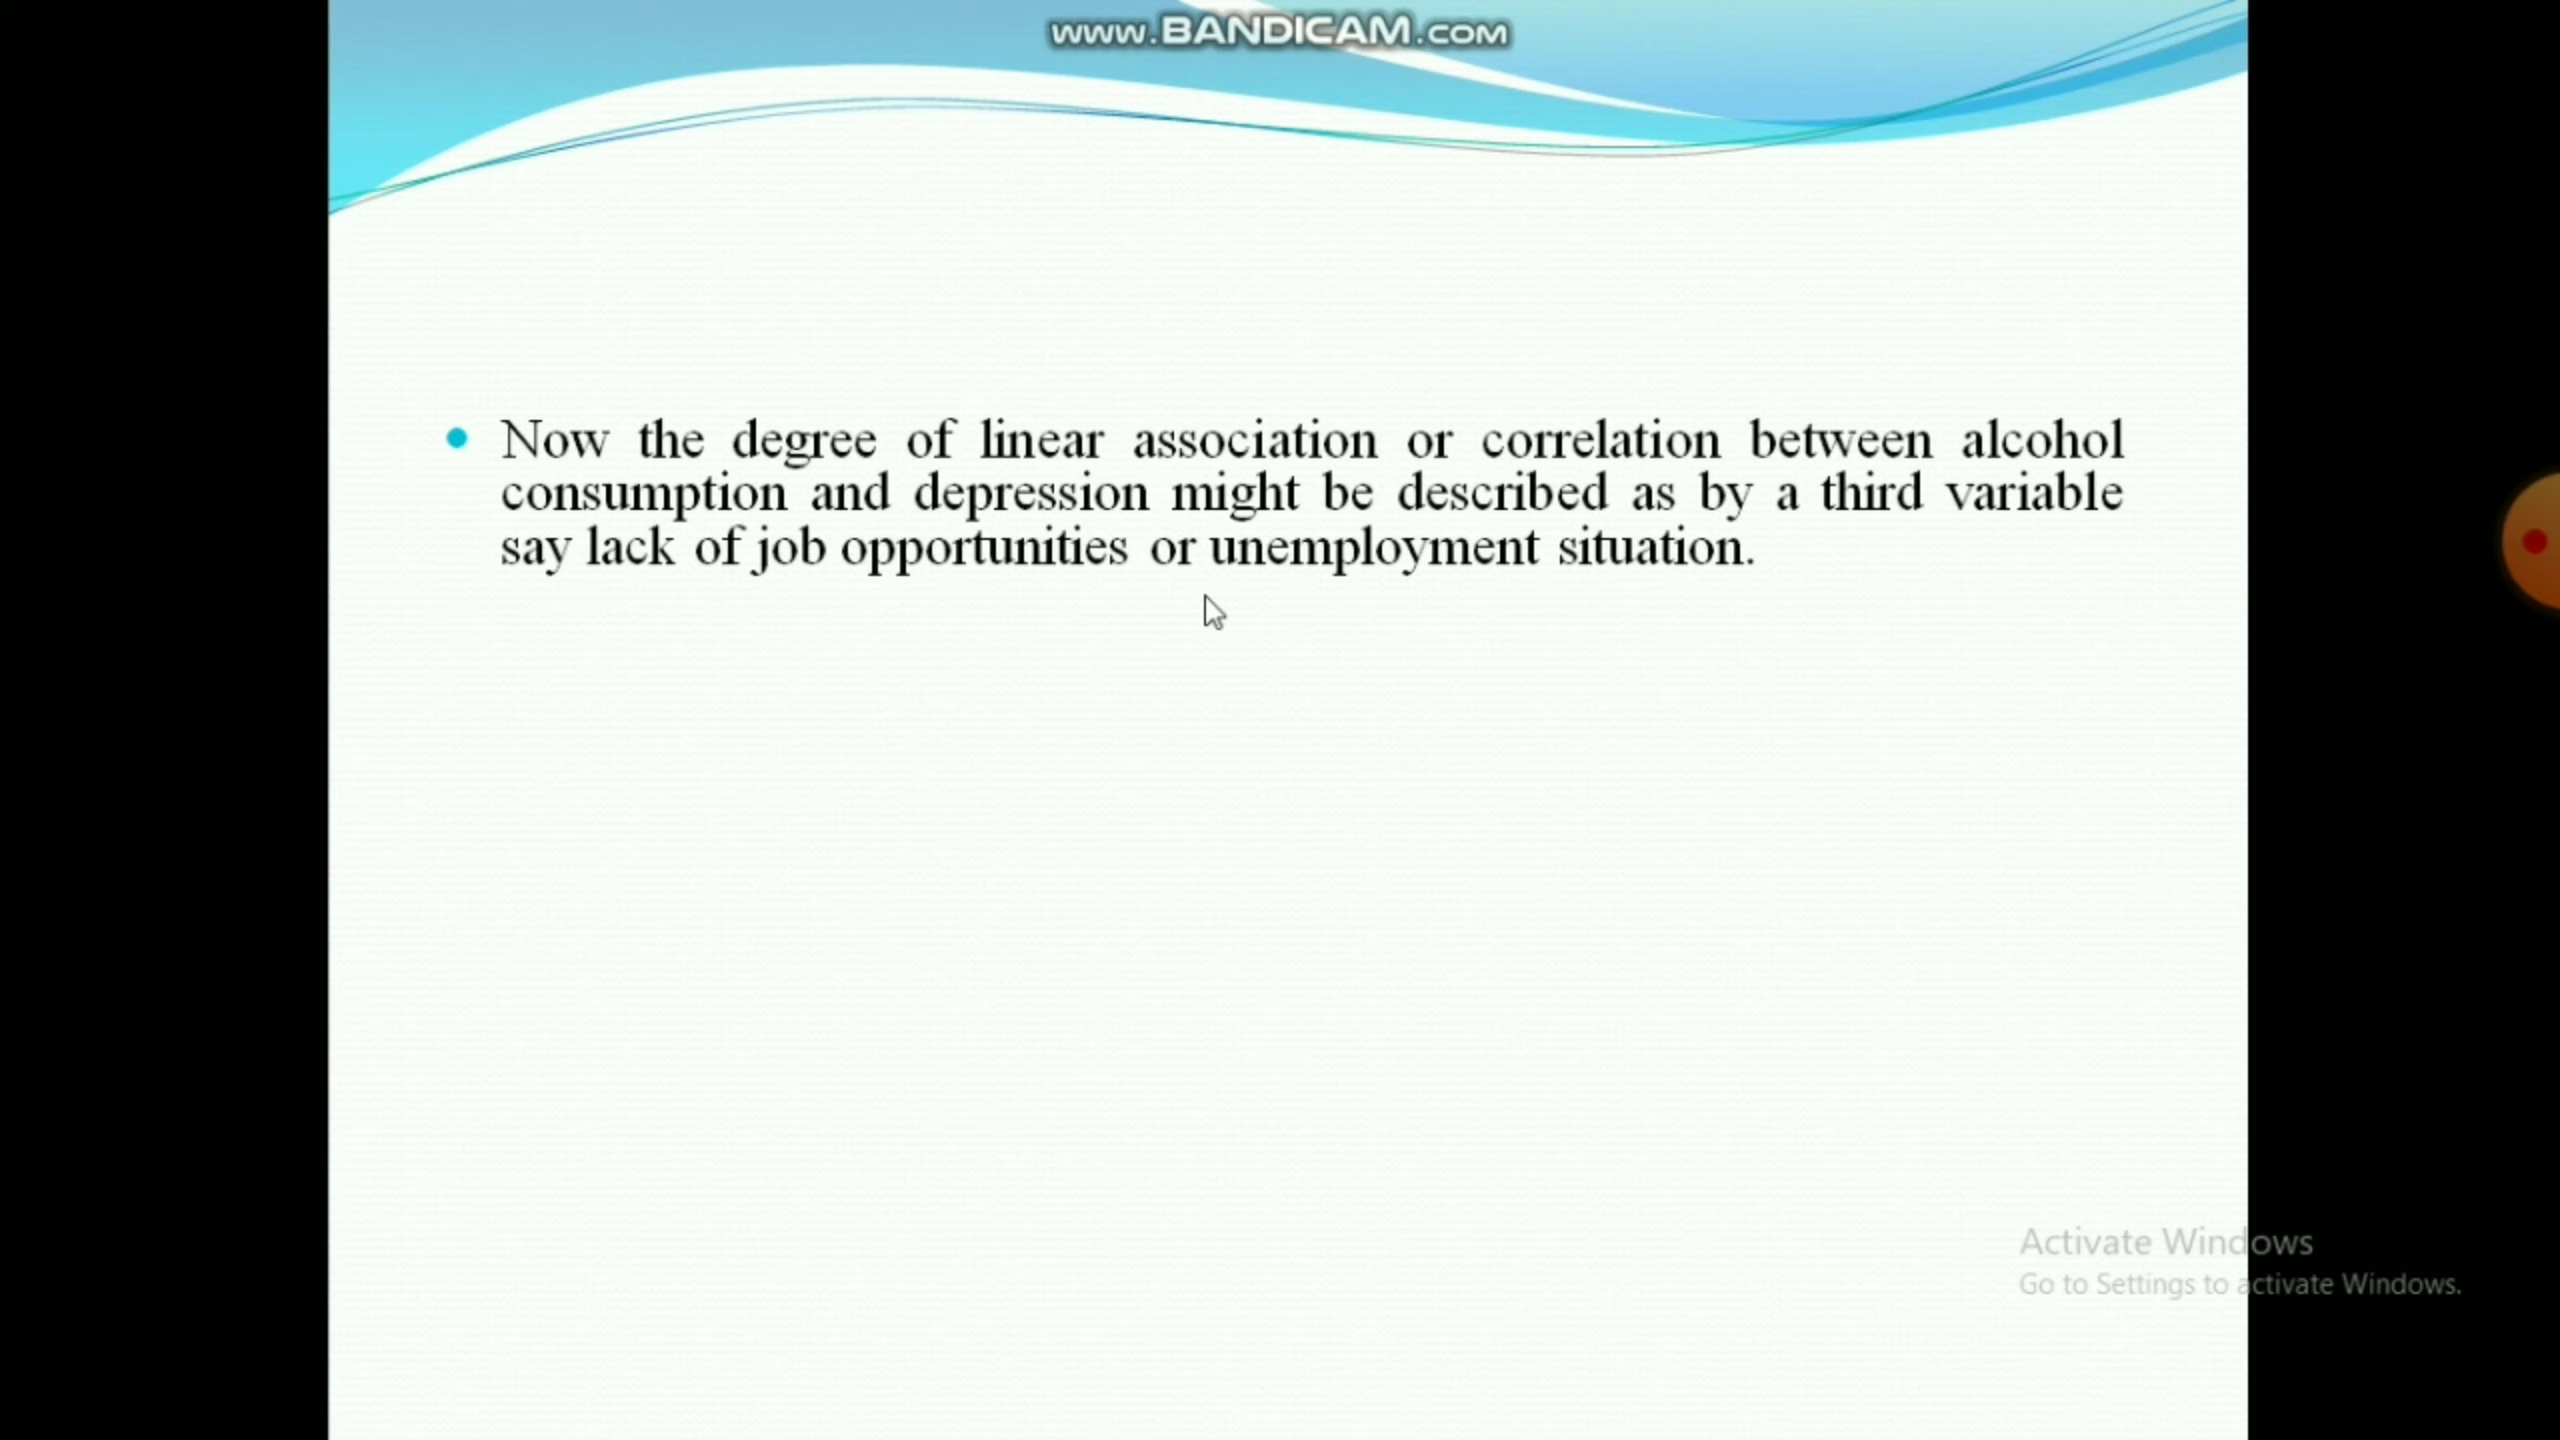 www.BANDICAM.COM
Now the degree of linear association or correlation between alcohol
consumption and depression might be described as by a third variable
say lack of job opportunities or unemployment situation.
Activate Windows
Go to Settings to activate Windows.